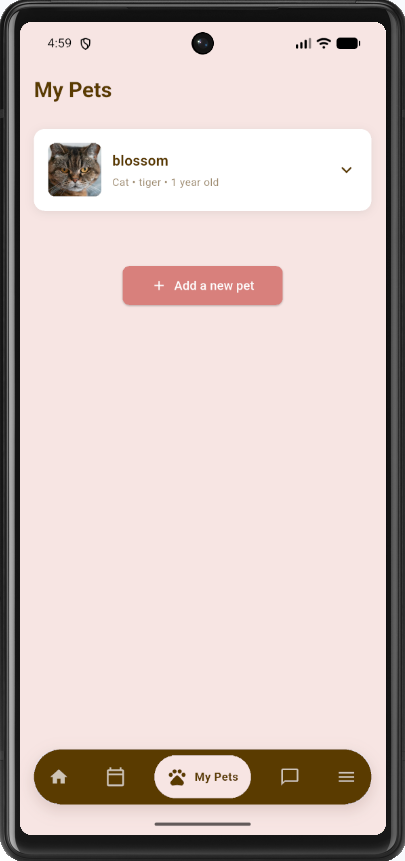 4:59
My Pets
blossom
Cat • tiger • 1 year old
+ Add a new pet
My Pets